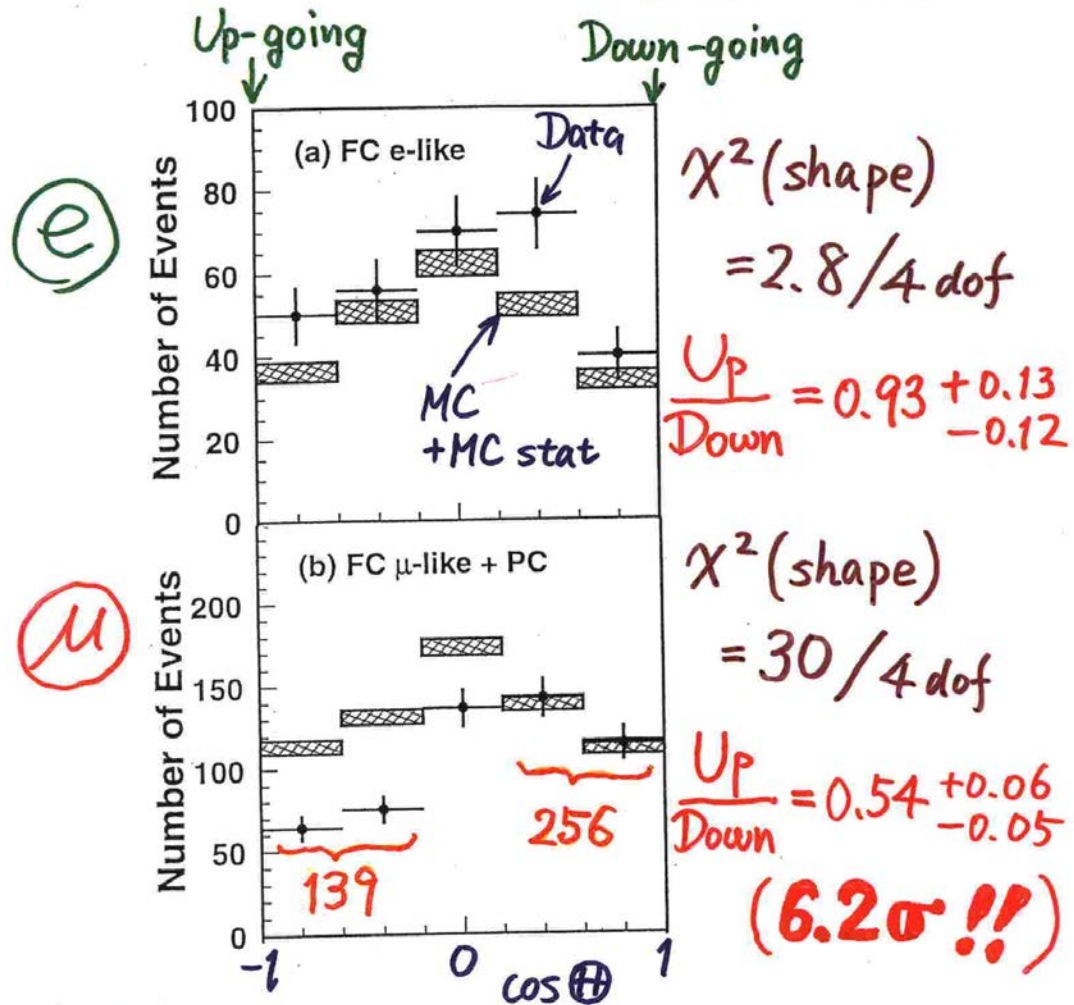 Up-going
Down-going
100
80
60
40
20
0
Number of Events
(a) FC e-like
Data
MC
+MC stat
e
χ² (shape)
= 2.8 / 4 dof
Up
Down
= 0.93 +0.13
-0.12
200
150
100
50
0
Number of Events
(b) FC μ-like + PC
μ
139
256
χ² (shape)
= 30 / 4 dof
Up
Down
= 0.54 +0.06
-0.05
(6.2σ !!)
-1
0
1
cos Θ